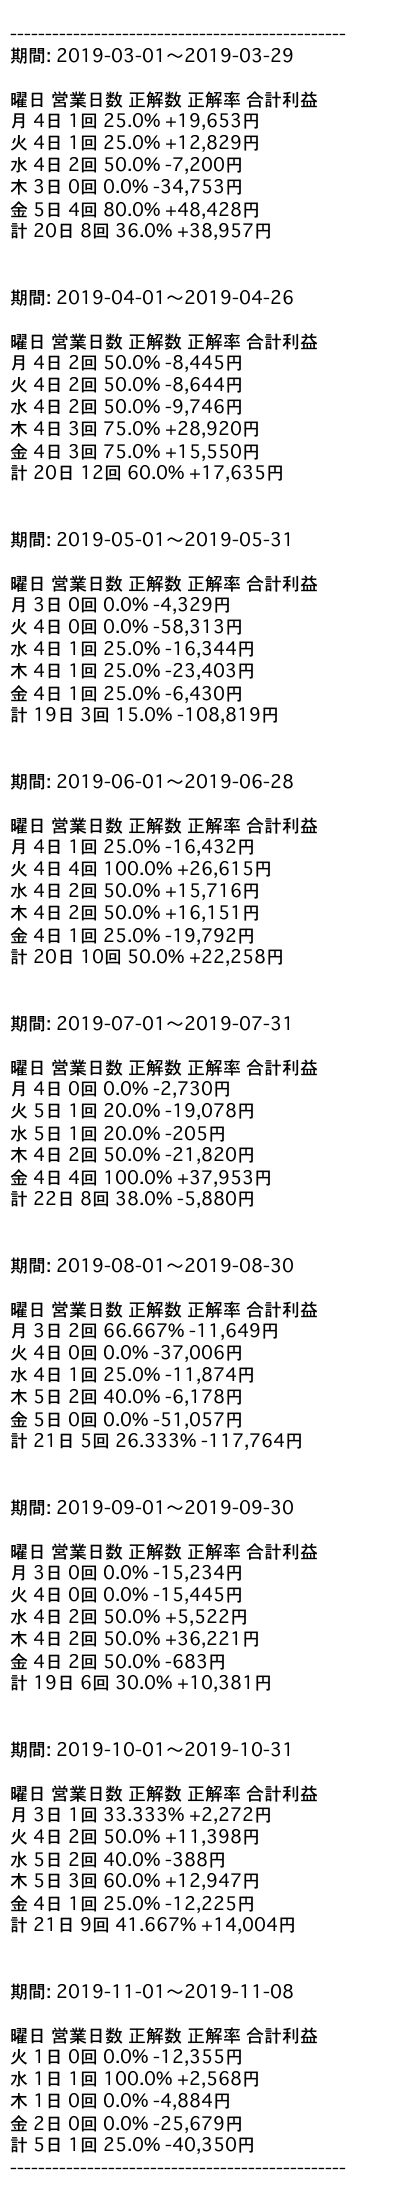 ------------------------------------------------
期間: 2019-03-01〜2019-03-29
曜日 営業日数 正解数 正解率 合計利益
月 4日 1回 25.0% +19,653円
火 4日 1回 25.0% +12,829円
水 4日 2回 50.0% -7,200円
木 3日 0回 0.0% -34,753円
金 5日 4回 80.0% +48,428円
計 20日 8回 36.0% +38,957円
期間: 2019-04-01〜2019-04-26
曜日 営業日数 正解数 正解率 合計利益
月 4日 2回 50.0% -8,445円
火 4日 2回 50.0% -8,644円
水 4日 2回 50.0% -9,746円
木 4日 3回 75.0% +28,920円
金 4日 3回 75.0% +15,550円
計 20日 12回 60.0% +17,635円
期間: 2019-05-01〜2019-05-31
曜日 営業日数 正解数 正解率 合計利益
月 3日 0回 0.0% -4,329円
火 4日 0回 0.0% -58,313円
水 4日 1回 25.0% -16,344円
木 4日 1回 25.0% -23,403円
金 4日 1回 25.0% -6,430円
計 19日 3回 15.0% -108,819円
期間: 2019-06-01〜2019-06-28
曜日 営業日数 正解数 正解率 合計利益
月 4日 1回 25.0% -16,432円
火 4日 4回 100.0% +26,615円
水 4日 2回 50.0% +15,716円
木 4日 2回 50.0% +16,151円
金 4日 1回 25.0% -19,792円
計 20日 10回 50.0% +22,258円
期間: 2019-07-01〜2019-07-31
曜日 営業日数 正解数 正解率 合計利益
月 4日 0回 0.0% -2,730円
火 5日 1回 20.0% -19,078円
水 5日 1回 20.0% -205円
木 4日 2回 50.0% -21,820円
金 4日 4回 100.0% +37,953円
計 22日 8回 38.0% -5,880円
期間: 2019-08-01〜2019-08-30
曜日 営業日数 正解数 正解率 合計利益
月 3日 2回 66.667% -11,649円
火 4日 0回 0.0% -37,006円
水 4日 1回 25.0% -11,874円
木 5日 2回 40.0% -6,178円
金 5日 0回 0.0% -51,057円
計 21日 5回 26.333% -117,764円
期間: 2019-09-01〜2019-09-30
曜日 営業日数 正解数 正解率 合計利益
月 3日 0回 0.0% -15,234円
火 4日 0回 0.0% -15,445円
水 4日 2回 50.0% +5,522円
木 4日 2回 50.0% +36,221円
金 4日 2回 50.0% -683円
計 19日 6回 30.0% +10,381円
期間: 2019-10-01〜2019-10-31
曜日 営業日数 正解数 正解率 合計利益
月 3日 1回 33.333% +2,272円
火 4日 2回 50.0% +11,398円
水 5日 2回 40.0% -388円
木 5日 3回 60.0% +12,947円
金 4日 1回 25.0% -12,225円
計 21日 9回 41.667% +14,004円
期間: 2019-11-01〜2019-11-08
曜日 営業日数 正解数 正解率 合計利益
火 1日 0回 0.0% -12,355円
水 1日 1回 100.0% +2,568円
木 1日 0回 0.0% -4,884円
金 2日 0回 0.0% -25,679円
計 5日 1回 25.0% -40,350円
------------------------------------------------